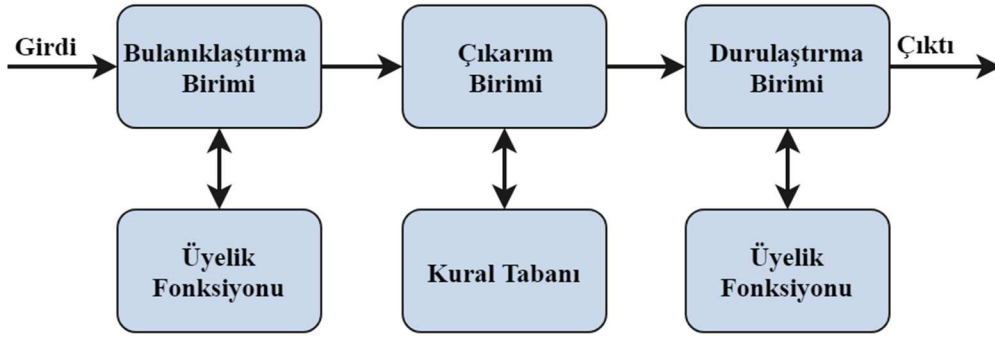 Girdi
Bulanıklaştırma
Birimi
Çıkarım
Birimi
Durulaştırma
Birimi
Çıktı
Üyelik
Fonksiyonu
Kural Tabanı
Üyelik
Fonksiyonu